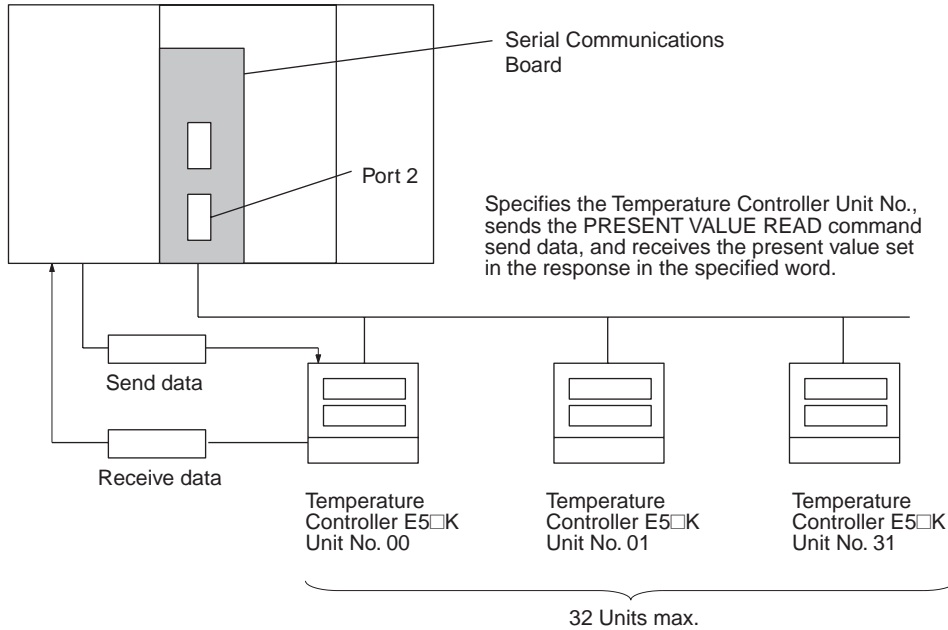 Serial Communications
Board
Port 2
Specifies the Temperature Controller Unit No.,
sends the PRESENT VALUE READ command
send data, and receives the present value set
in the response in the specified word.
Send data
Receive data
Temperature
Controller E5□K
Unit No. 00
Temperature
Controller E5□K
Unit No. 01
Temperature
Controller E5□K
Unit No. 31
32 Units max.